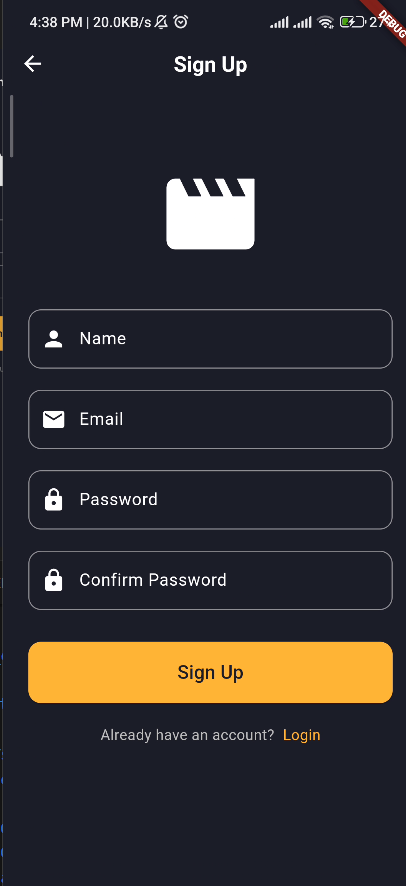 4:38 PM | 20.0KB/s
DEBUG
Sign Up
Name
Email
Password
Confirm Password
Sign Up
Already have an account? Login